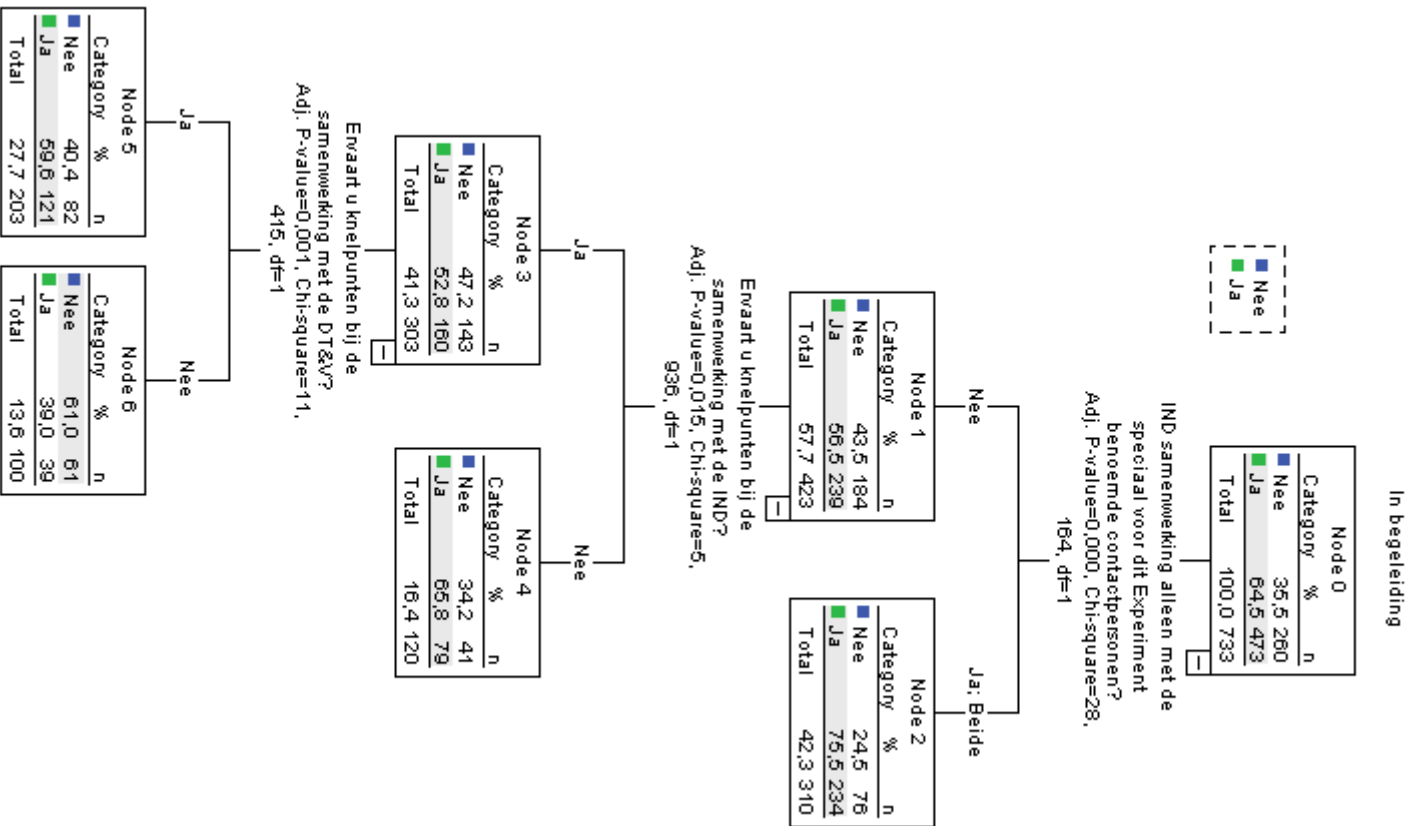 In begeleiding
Nee
Ja
Node 0
Category % n
Nee 35,5 260
Ja 64,5 473
Total 100,0 733
IND samenwerking alleen met de
speciaal voor dit Experiment
benoemde contactpersonen?
Adj. P-value=0,000, Chi-square=28,
164, df=1
Nee
Ja; Beide
Node 1
Category % n
Nee 43,5 184
Ja 56,5 239
Total 57,7 423
Node 2
Category % n
Nee 24,5 76
Ja 75,5 234
Total 42,3 310
Ervaart u knelpunten bij de
samenwerking met de IND?
Adj. P-value=0,015, Chi-square=5,
936, df=1
Ja
Nee
Node 3
Category % n
Nee 47,2 143
Ja 52,8 160
Total 41,3 303
Node 4
Category % n
Nee 34,2 41
Ja 65,8 79
Total 16,4 120
Ervaart u knelpunten bij de
samenwerking met de DT&V?
Adj. P-value=0,001, Chi-square=11,
415, df=1
Ja
Nee
Node 5
Category % n
Nee 40,4 82
Ja 59,6 121
Total 27,7 203
Node 6
Category % n
Nee 61,0 61
Ja 39,0 39
Total 13,6 100